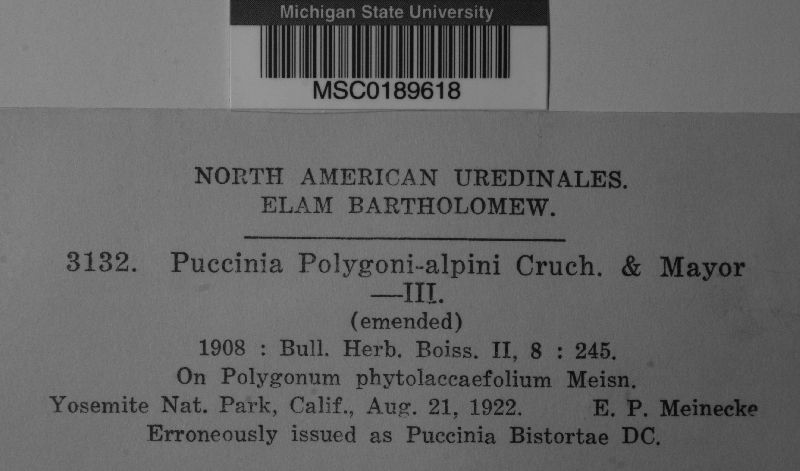 Michigan State University
MSC0189618
NORTH AMERICAN UREDINALES.
ELAM BARTHOLOMEW.
3132. Puccinia Polygoni-alpini Cruch. & Mayor
—III.
(emended)
1908 : Bull. Herb. Boiss. II, 8 : 245.
On Polygonum phytolaccaefolium Meisn.
Yosemite Nat. Park, Calif., Aug. 21, 1922. E. P. Meinecke
Erroneously issued as Puccinia Bistortae DC.